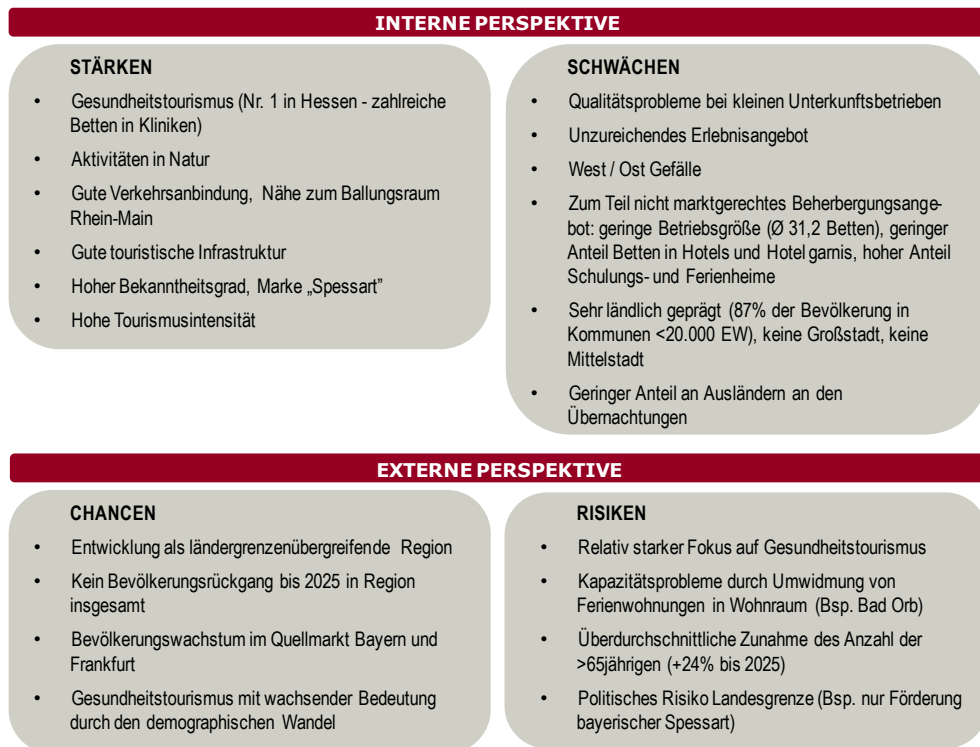 INTERNE PERSPEKTIVE
STÄRKEN
• Gesundheitstourismus (Nr. 1 in Hessen - zahlreiche
Betten in Kliniken)
• Aktivitäten in Natur
• Gute Verkehrsanbindung, Nähe zum Ballungsraum
Rhein-Main
• Gute touristische Infrastruktur
• Hoher Bekanntheitsgrad, Marke „Spessart"
• Hohe Tourismusintensität
SCHWÄCHEN
• Qualitätsprobleme bei kleinen Unterkunftsbetrieben
• Unzureichendes Erlebnisangebot
• West / Ost Gefälle
• Zum Teil nicht marktgerechtes Beherbergungsange-
bot: geringe Betriebsgröße (Ø 31,2 Betten), geringer
Anteil Betten in Hotels und Hotel garnis, hoher Anteil
Schulungs- und Ferienheime
• Sehr ländlich geprägt (87% der Bevölkerung in
Kommunen <20.000 EW), keine Großstadt, keine
Mittelstadt
• Geringer Anteil an Ausländern an den
Übernachtungen
EXTERNE PERSPEKTIVE
CHANCEN
• Entwicklung als ländergrenzenübergreifende Region
• Kein Bevölkerungsrückgang bis 2025 in Region
insgesamt
• Bevölkerungswachstum im Quellmarkt Bayern und
Frankfurt
• Gesundheitstourismus mit wachsender Bedeutung
durch den demographischen Wandel
RISIKEN
• Relativ starker Fokus auf Gesundheitstourismus
• Kapazitätsprobleme durch Umwidmung von
Ferienwohnungen in Wohnraum (Bsp. Bad Orb)
• Überdurchschnittliche Zunahme des Anzahl der
>65jährigen (+24% bis 2025)
• Politisches Risiko Landesgrenze (Bsp. nur Förderung
bayerischer Spessart)